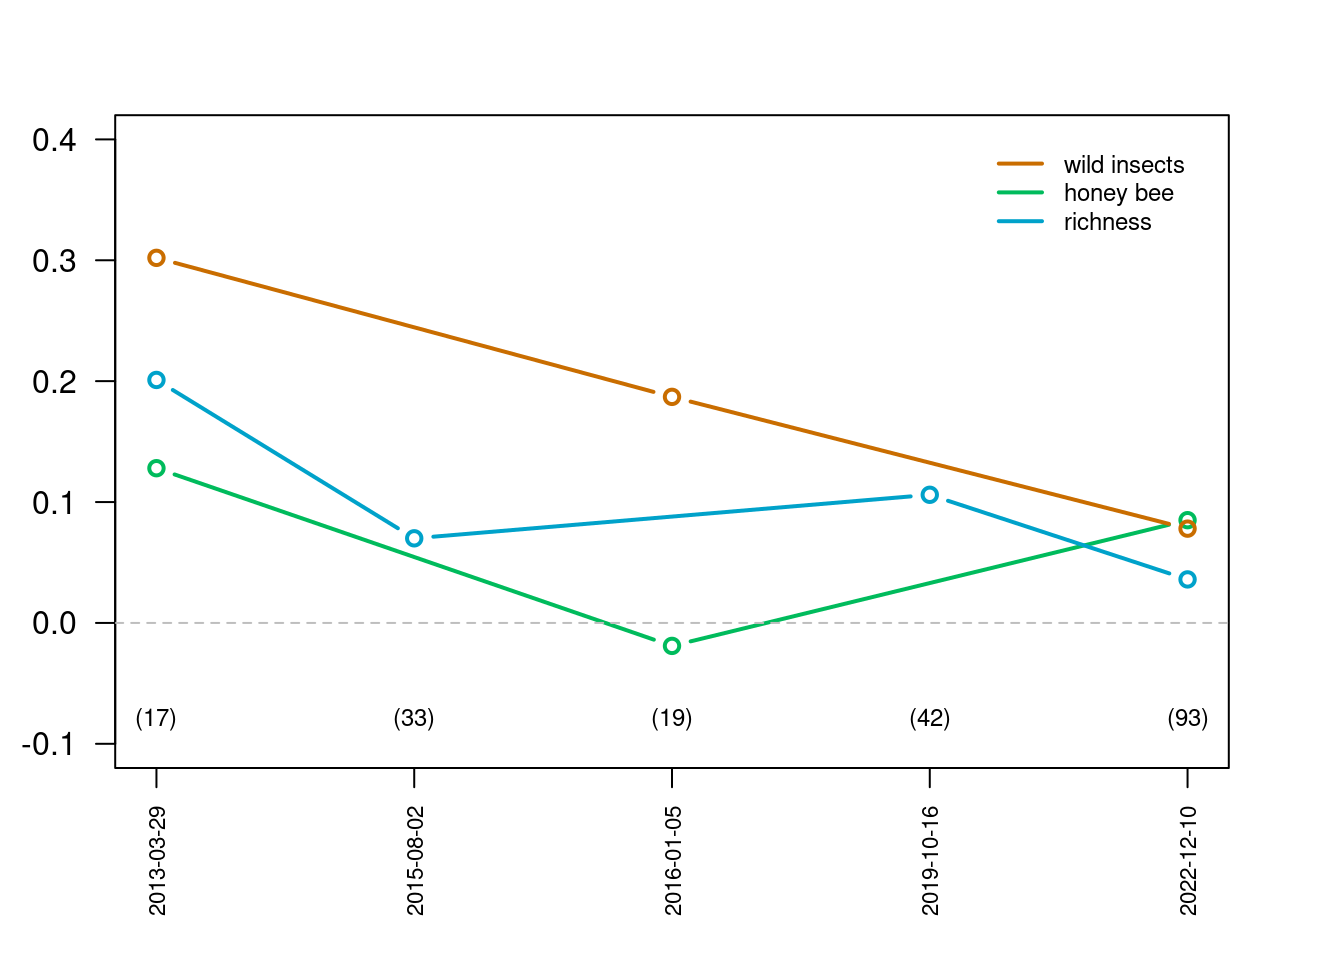 0.4
0.3
0.2
0.1
0.0
-0.1
wild insects
honey bee
richness
(17) (33) (19) (42) (93)
2013-03-29
2015-08-02
2016-01-05
2019-10-16
2022-12-10